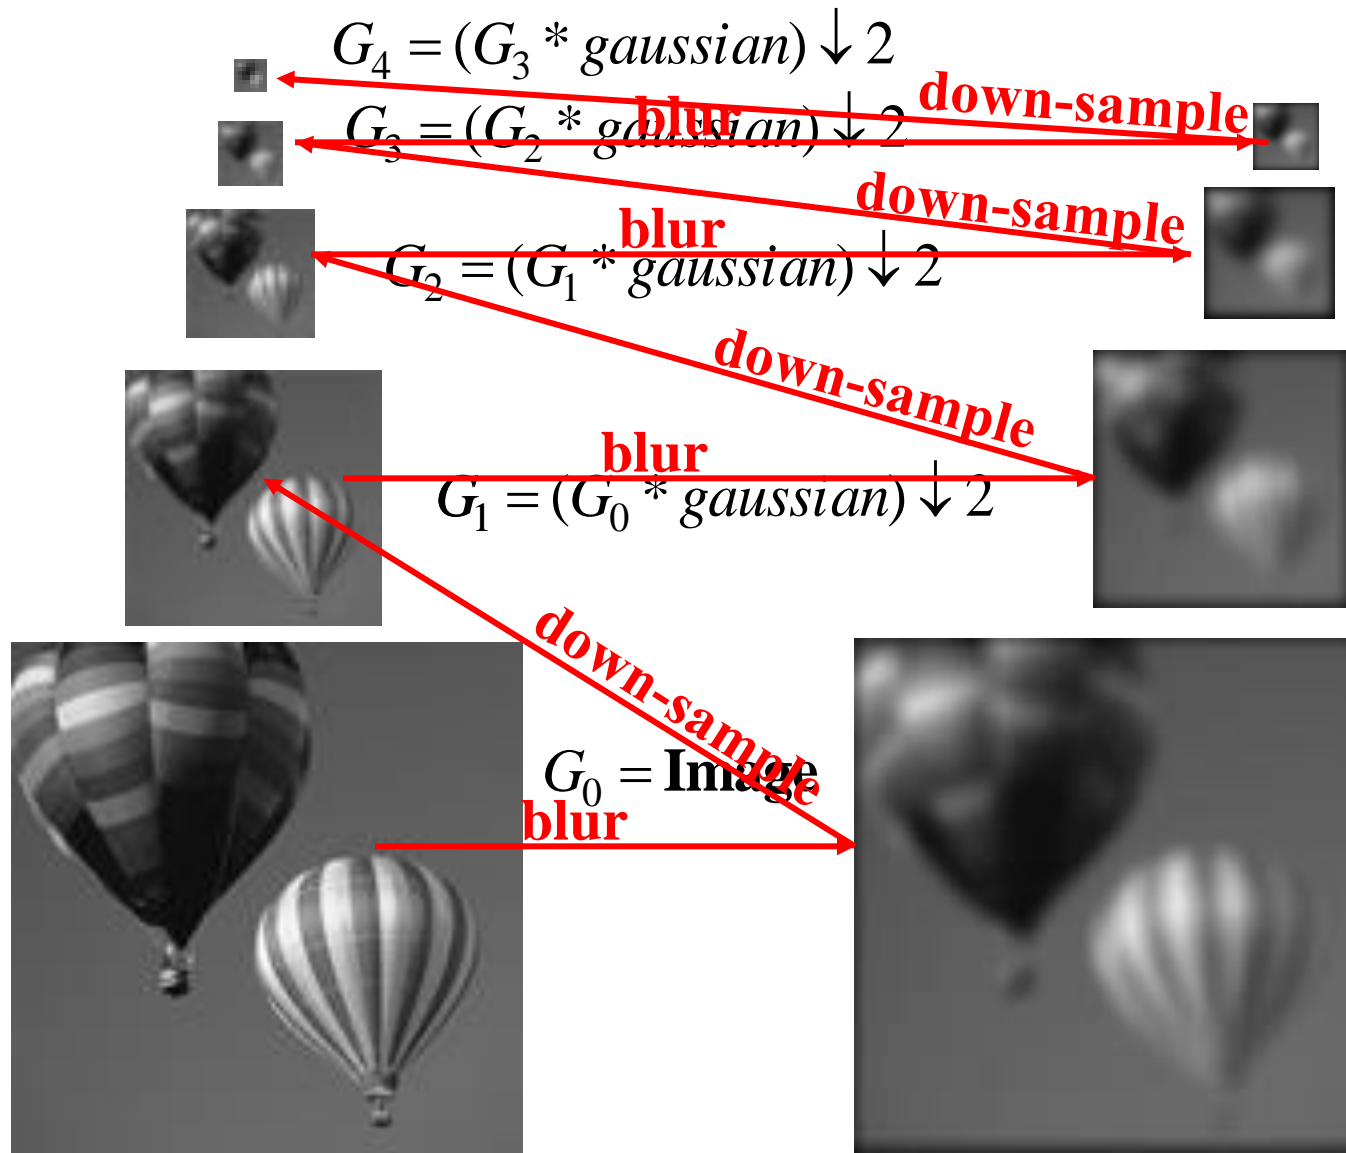 G₄ = (G₃ * gaussian) ↓ 2
down-sample
blur
G₃ = (G₂ * gaussian) ↓ 2
down-sample
blur
G₂ = (G₁ * gaussian) ↓ 2
down-sample
blur
G₁ = (G₀ * gaussian) ↓ 2
down-sample
G₀ = Image
blur